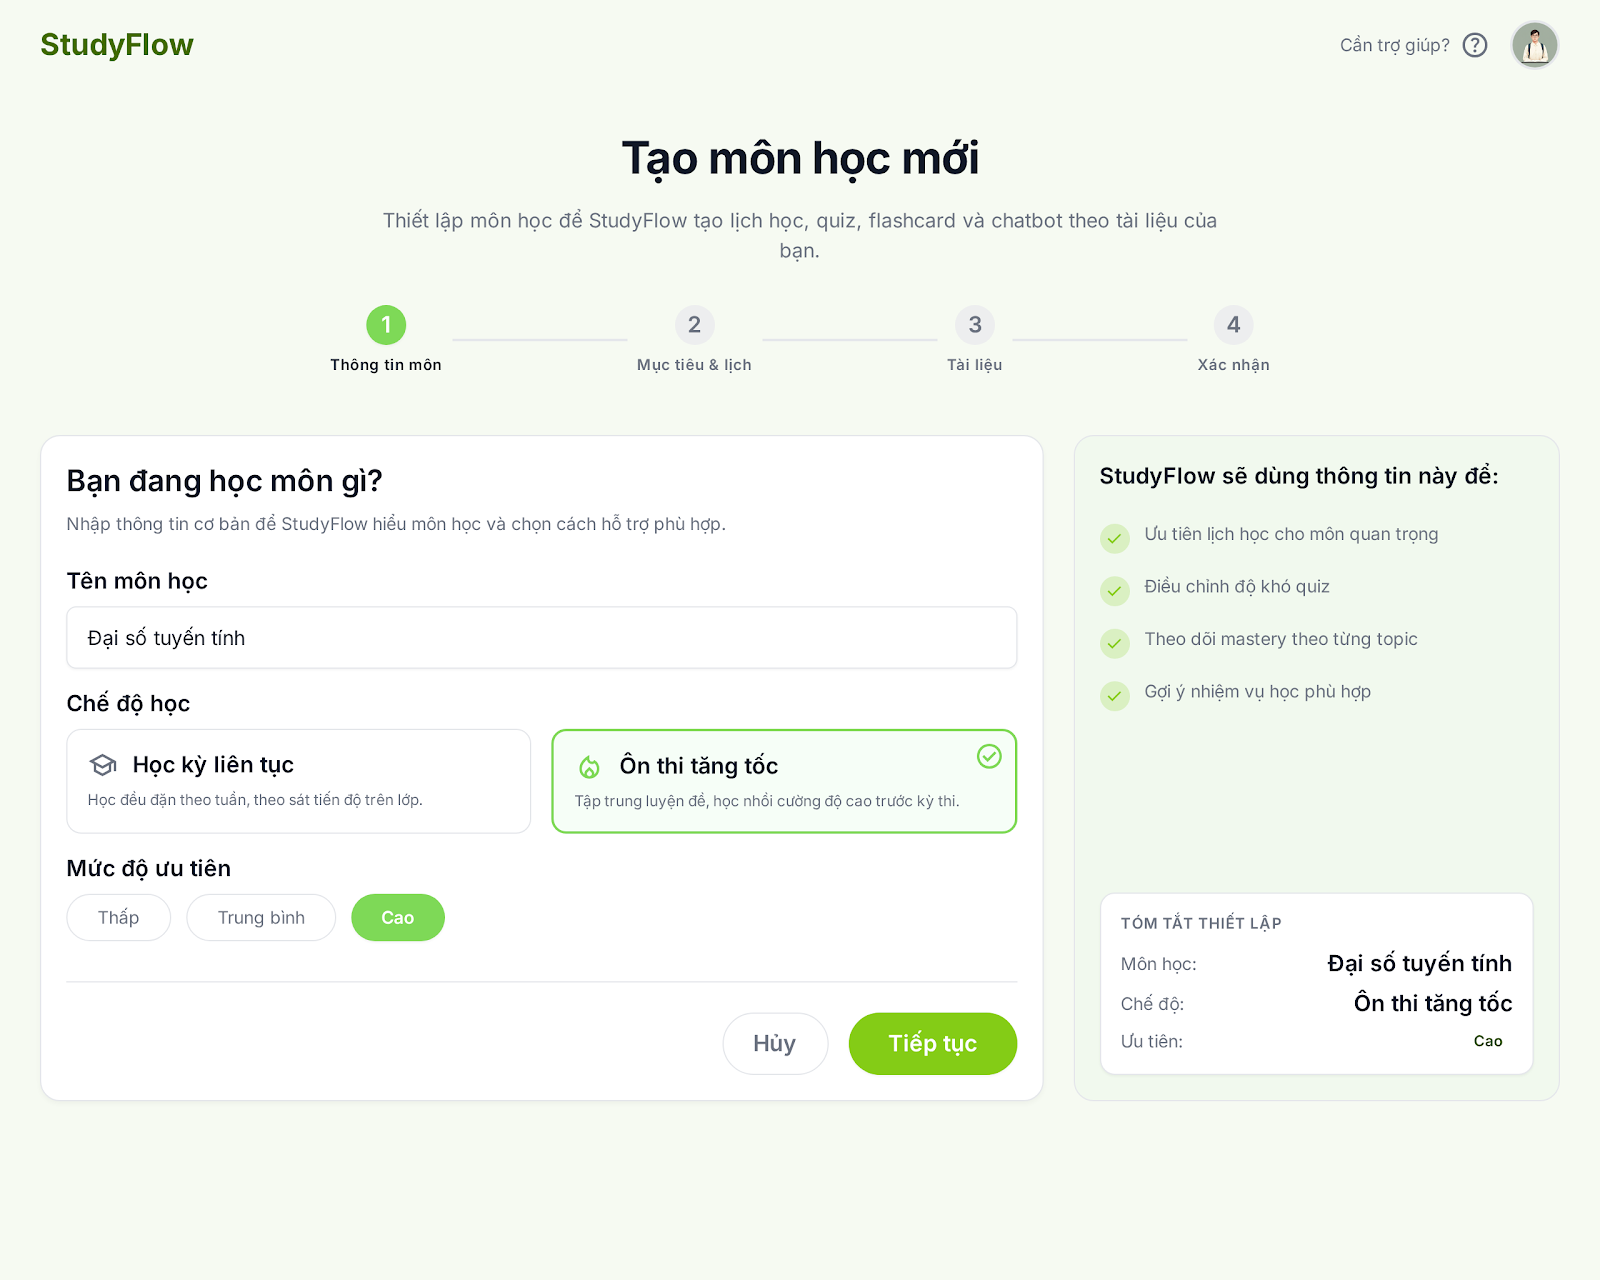 StudyFlow
Cần trợ giúp?
Tạo môn học mới
Thiết lập môn học để StudyFlow tạo lịch học, quiz, flashcard và chatbot theo tài liệu của
bạn.
1
Thông tin môn
2
Mục tiêu & lịch
3
Tài liệu
4
Xác nhận
Bạn đang học môn gì?
Nhập thông tin cơ bản để StudyFlow hiểu môn học và chọn cách hỗ trợ phù hợp.
Tên môn học
Đại số tuyến tính
Chế độ học
Học kỳ liên tục
Học đều đặn theo tuần, theo sát tiến độ trên lớp.
Ôn thi tăng tốc
Tập trung luyện đề, học nhồi cường độ cao trước kỳ thi.
Mức độ ưu tiên
Thấp
Trung bình
Cao
Hủy
Tiếp tục
StudyFlow sẽ dùng thông tin này để:
Ưu tiên lịch học cho môn quan trọng
Điều chỉnh độ khó quiz
Theo dõi mastery theo từng topic
Gợi ý nhiệm vụ học phù hợp
TÓM TẮT THIẾT LẬP
Môn học: Đại số tuyến tính
Chế độ: Ôn thi tăng tốc
Ưu tiên: Cao